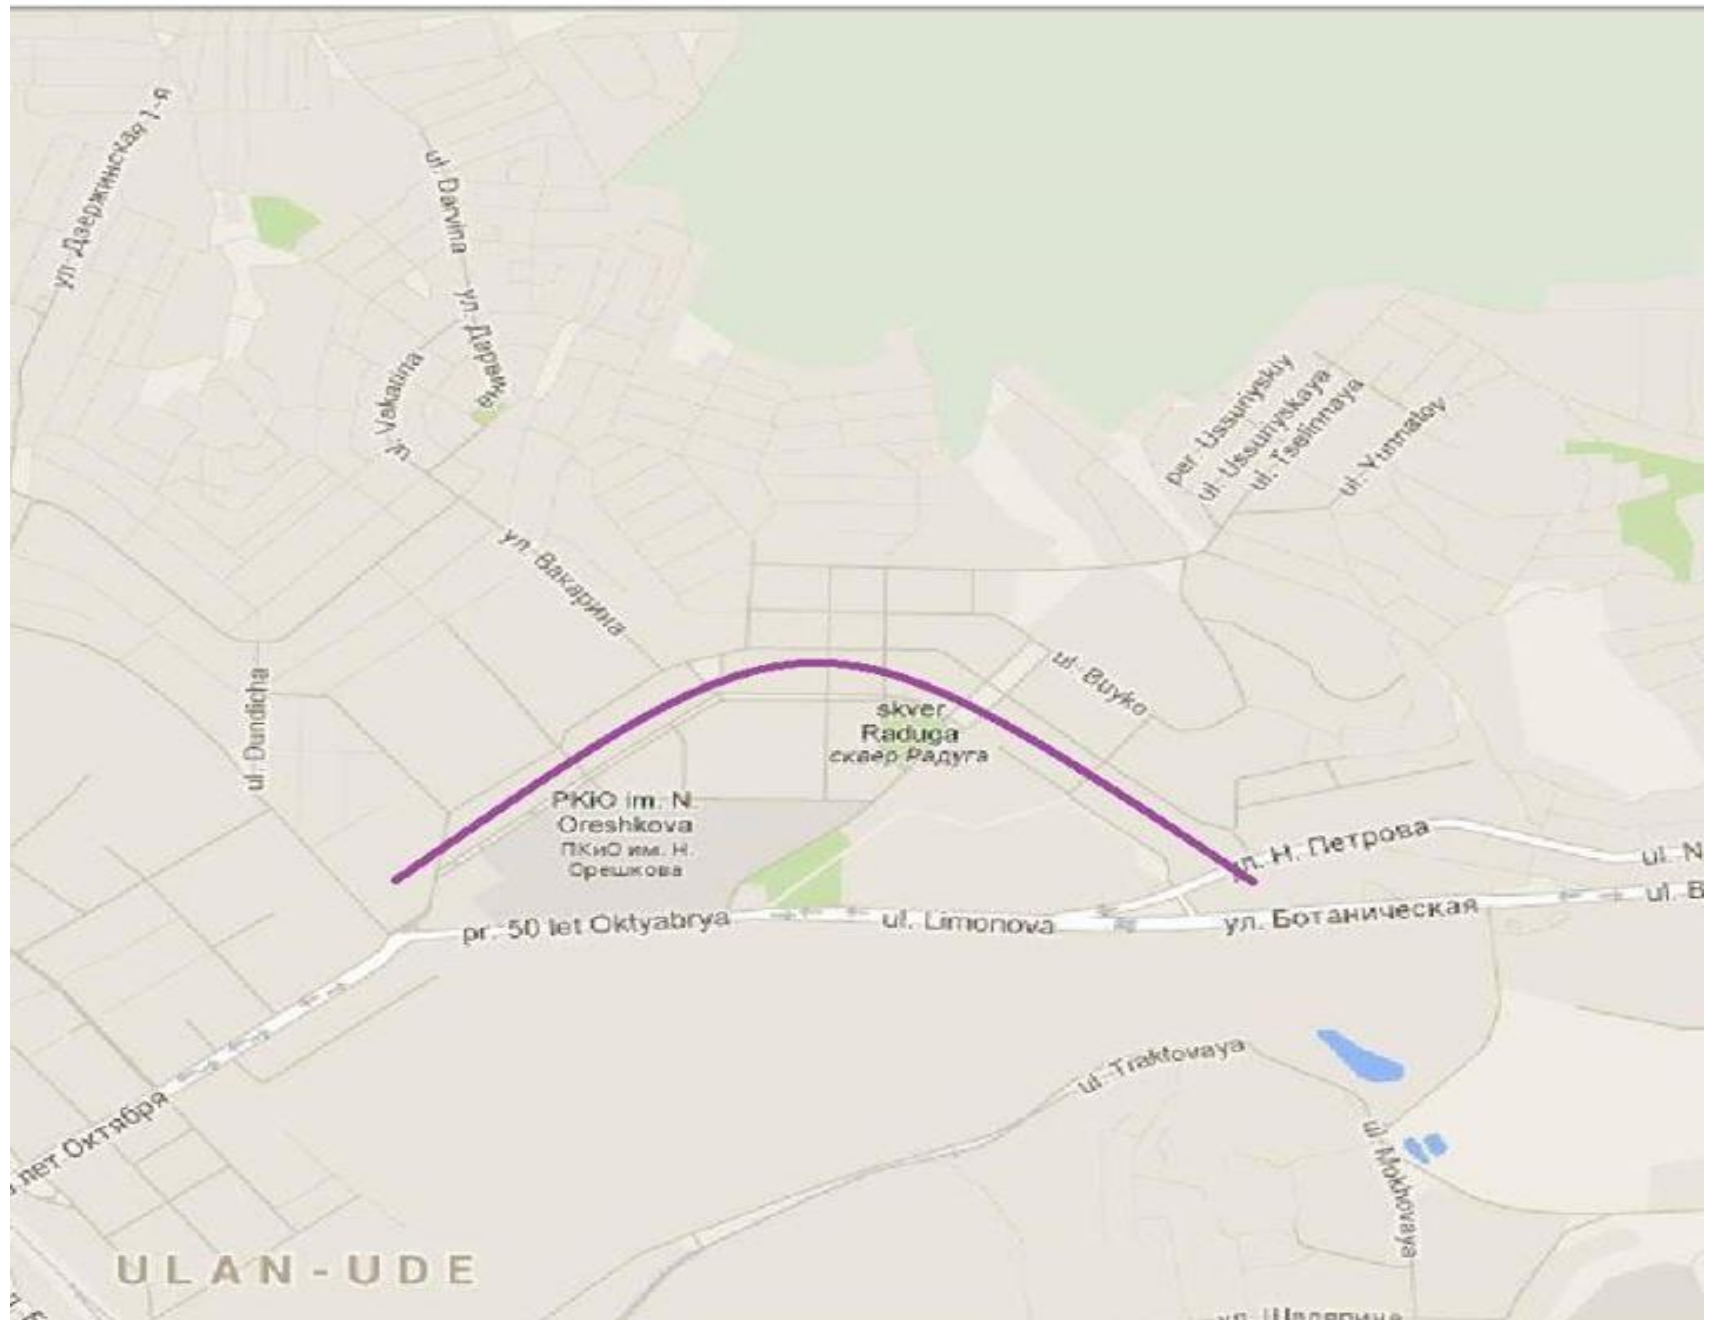 ул. Дзержинская 1-я
ul. Darvina
ул. Дарвина
ul. Vakarina
per. Ussuriyskiy
ul. Ussuriyskaya
ul. Tselinnaya
ul. Yunnatov
ул. Вакарина
ul. Dundicha
ul. Buyko
skver
Raduga
сквер Радуга
PKiO im. N.
Oreshkova
ПКиО им. Н.
Орешкова
ул. Н. Петрова
ul. N
ul. B
pr. 50 let Oktyabrya
ul. Limonova
ул. Ботаническая
ul. Traktovaya
лет Октября
ul. Mokhovaya
ULAN-UDE